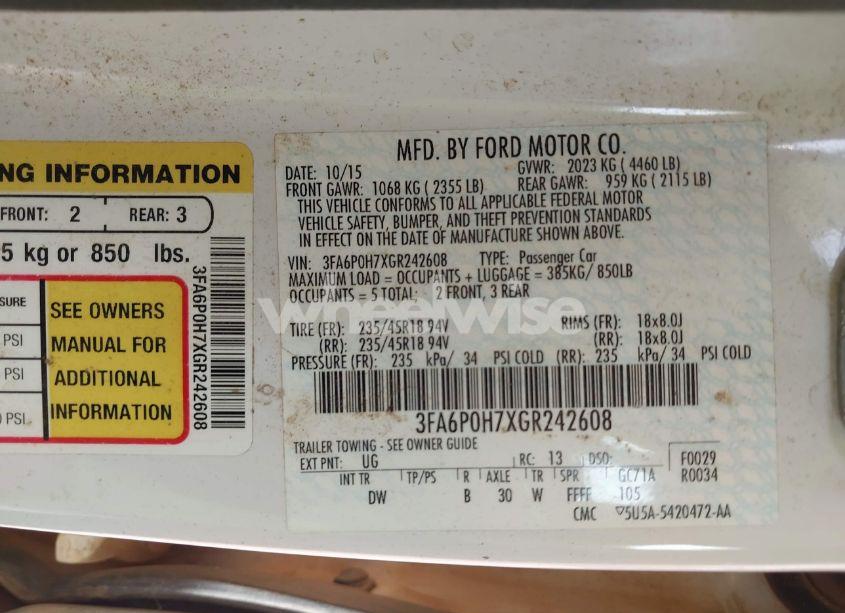 NG INFORMATION
FRONT: 2 REAR: 3
5 kg or 850 lbs.
SURE
PSI
PSI
PSI
SEE OWNERS
MANUAL FOR
ADDITIONAL
INFORMATION
3FA6P0H7XGR242608
MFD. BY FORD MOTOR CO.
DATE: 10/15 GVWR: 2023 KG ( 4460 LB)
FRONT GAWR: 1068 KG ( 2355 LB) REAR GAWR: 959 KG ( 2115 LB)
THIS VEHICLE CONFORMS TO ALL APPLICABLE FEDERAL MOTOR
VEHICLE SAFETY, BUMPER, AND THEFT PREVENTION STANDARDS
IN EFFECT ON THE DATE OF MANUFACTURE SHOWN ABOVE.
VIN: 3FA6P0H7XGR242608 TYPE: Passenger Car
MAXIMUM LOAD = OCCUPANTS + LUGGAGE = 385KG/ 850LB
OCCUPANTS = 5 TOTAL; 2 FRONT, 3 REAR
wheelwise
TIRE (FR): 235/45R18 94V RIMS (FR): 18x8.0J
(RR): 235/45R18 94V (RR): 18x8.0J
PRESSURE (FR): 235 kPa/ 34 PSI COLD (RR): 235 kPa/ 34 PSI COLD
3FA6P0H7XGR242608
TRAILER TOWING - SEE OWNER GUIDE
EXT PNT: UG RC: 13 DSO: F0029
INT TR TP/PS R AXLE TR SPR GC71A R0034
DW B 30 W FFFF 105
CMC 5U5A-5420472-AA